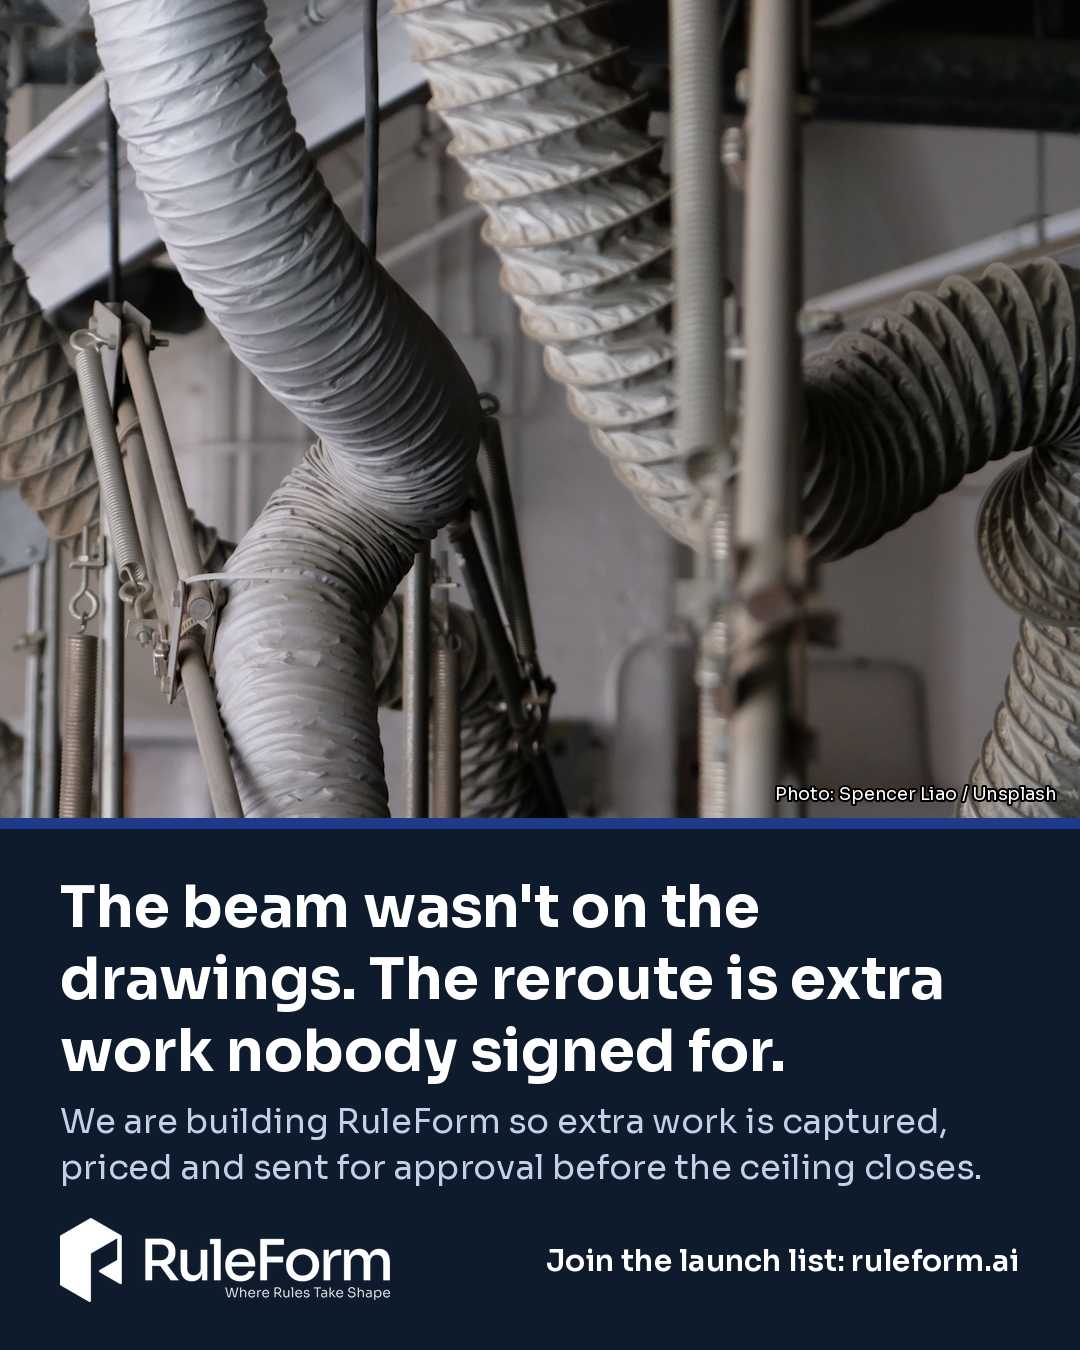 Photo: Spencer Liao / Unsplash
The beam wasn't on the
drawings. The reroute is extra
work nobody signed for.
We are building RuleForm so extra work is captured,
priced and sent for approval before the ceiling closes.
RuleForm
Where Rules Take Shape
Join the launch list: ruleform.ai